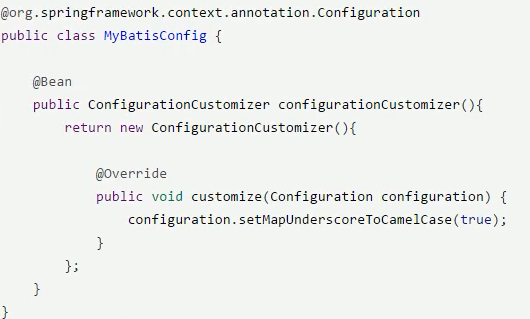 @org.springframework.context.annotation.Configuration
public class MyBatisConfig {
    @Bean
    public ConfigurationCustomizer configurationCustomizer(){
        return new ConfigurationCustomizer(){
            @Override
            public void customize(Configuration configuration) {
                configuration.setMapUnderscoreToCamelCase(true);
            }
        };
    }
}